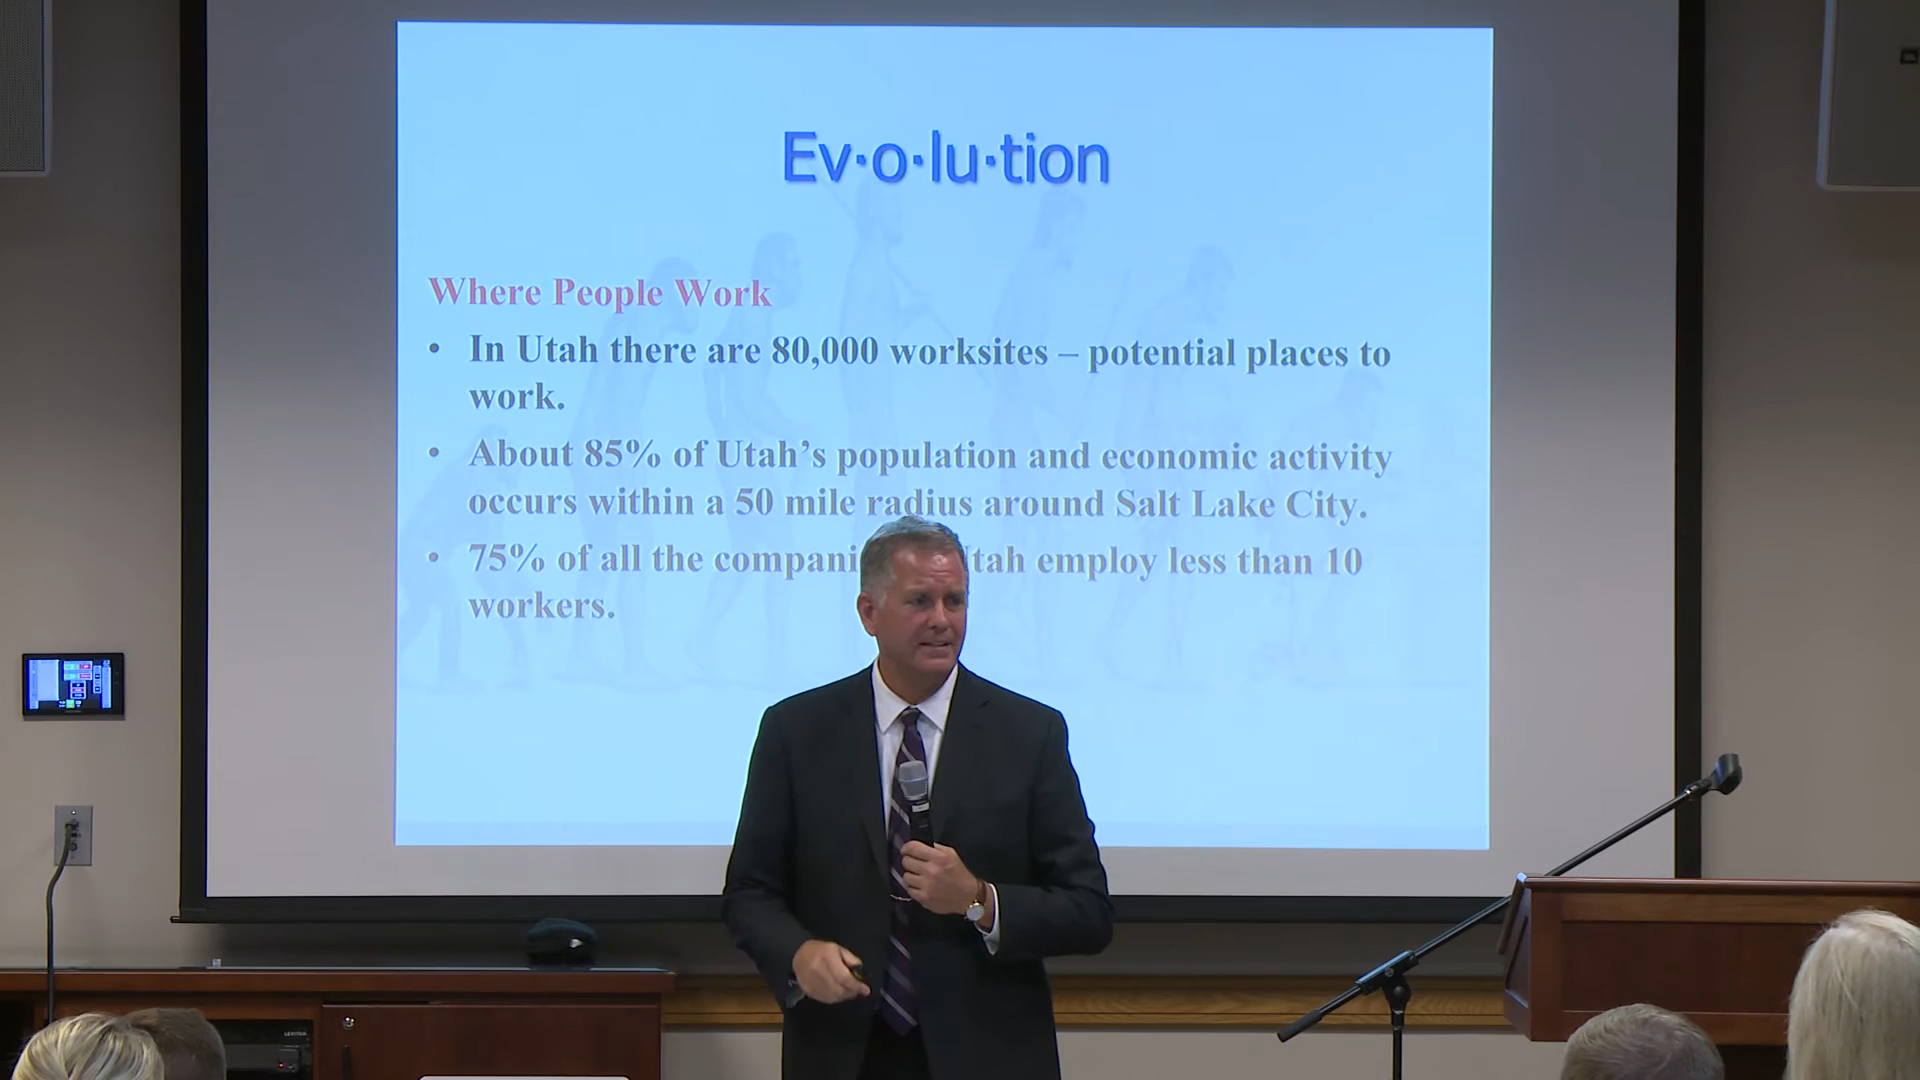 Ev·o·lu·tion
Where People Work
• In Utah there are 80,000 worksites – potential places to
work.
• About 85% of Utah’s population and economic activity
occurs within a 50 mile radius around Salt Lake City.
• 75% of all the compani tah employ less than 10
workers.
LEVITON